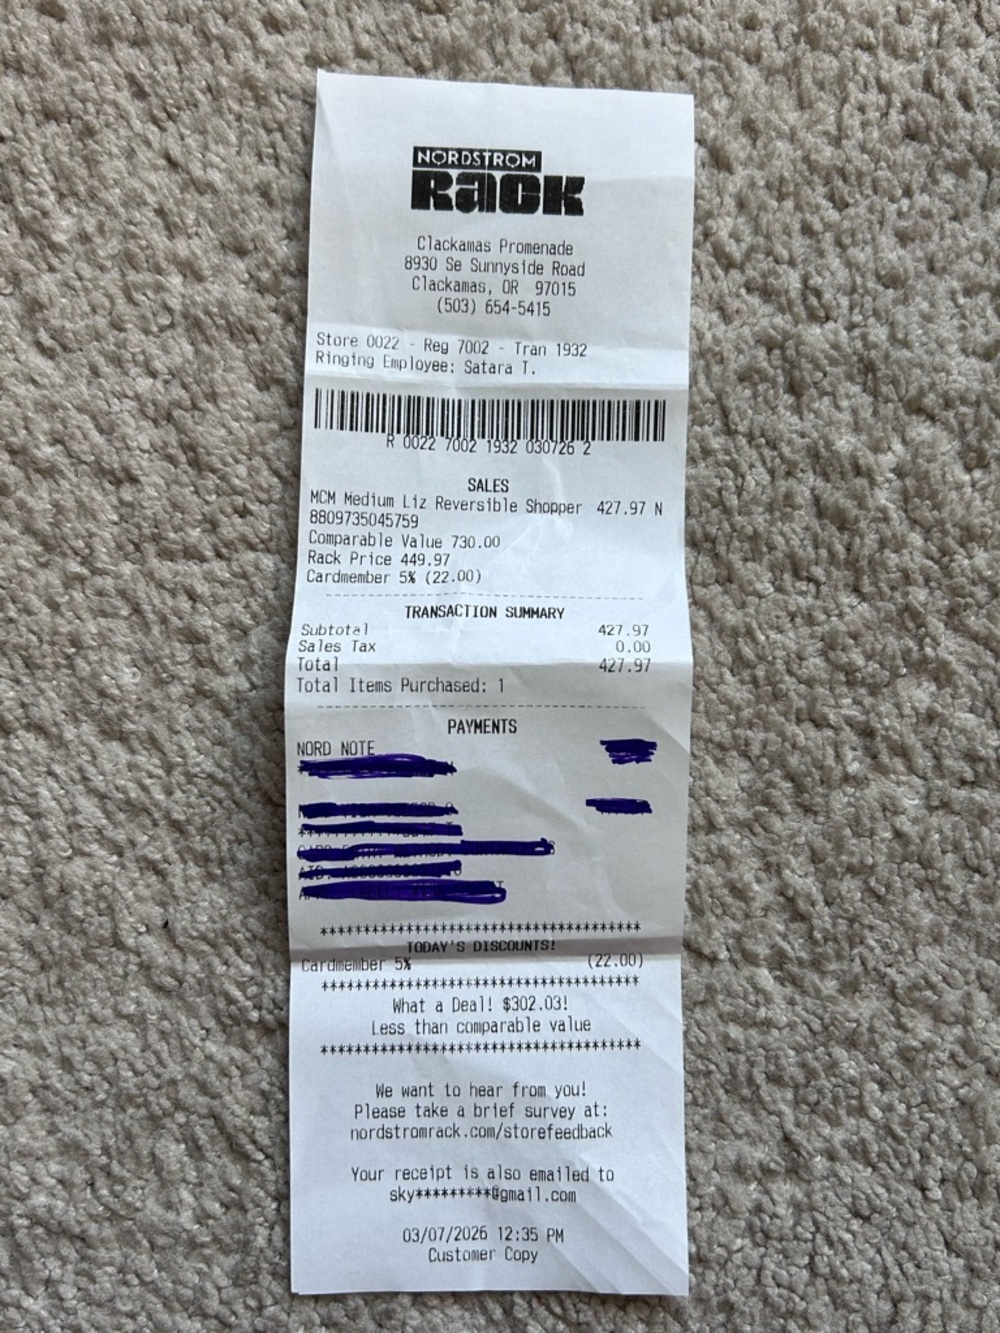 NORDSTROM
rack
Clackamas Promenade
8930 Se Sunnyside Road
Clackamas, OR 97015
(503) 654-5415
Store 0022 - Reg 7002 - Tran 1932
Ringing Employee: Satara T.
R 0022 7002 1932 030726 2
SALES
MCM Medium Liz Reversible Shopper 427.97 N
8809735045759
Comparable Value 730.00
Rack Price 449.97
Cardmember 5% (22.00)
TRANSACTION SUMMARY
Subtotal 427.97
Sales Tax 0.00
Total 427.97
Total Items Purchased: 1
PAYMENTS
NORD NOTE
****************************************
TODAY'S DISCOUNTS!
Cardmember 5% (22.00)
****************************************
What a Deal! $302.03!
Less than comparable value
****************************************
We want to hear from you!
Please take a brief survey at:
nordstromrack.com/storefeedback
Your receipt is also emailed to
sky*********@gmail.com
03/07/2026 12:35 PM
Customer Copy